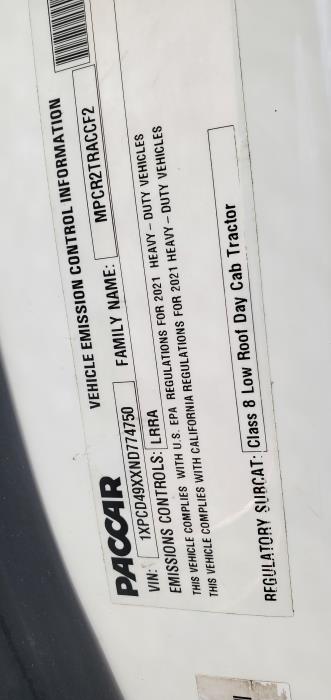 VEHICLE EMISSION CONTROL INFORMATION
PACCAR
VIN: 1XPCD49XXND774750 FAMILY NAME: MPCR2TRACCF2
EMISSIONS CONTROLS: LRRA
THIS VEHICLE COMPLIES WITH U.S. EPA REGULATIONS FOR 2021 HEAVY - DUTY VEHICLES
THIS VEHICLE COMPLIES WITH CALIFORNIA REGULATIONS FOR 2021 HEAVY - DUTY VEHICLES
REGULATORY SUBCAT: Class 8 Low Roof Day Cab Tractor